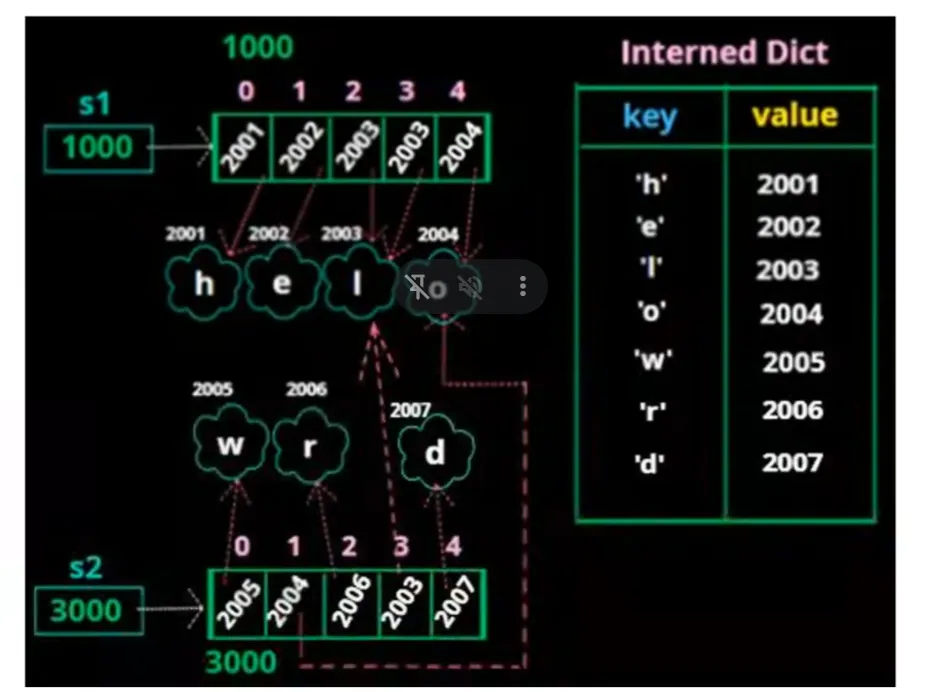 1000
Interned Dict
0 1 2 3 4
s1
key value
1000
2001 2002 2003 2003 2004
'h' 2001
'e' 2002
2001 2002 2003 2004
'l' 2003
h e l o
'o' 2004
'w' 2005
2005 2006
2007
'r' 2006
w r d
'd' 2007
0 1 2 3 4
s2
3000
2005 2004 2006 2003 2007
3000